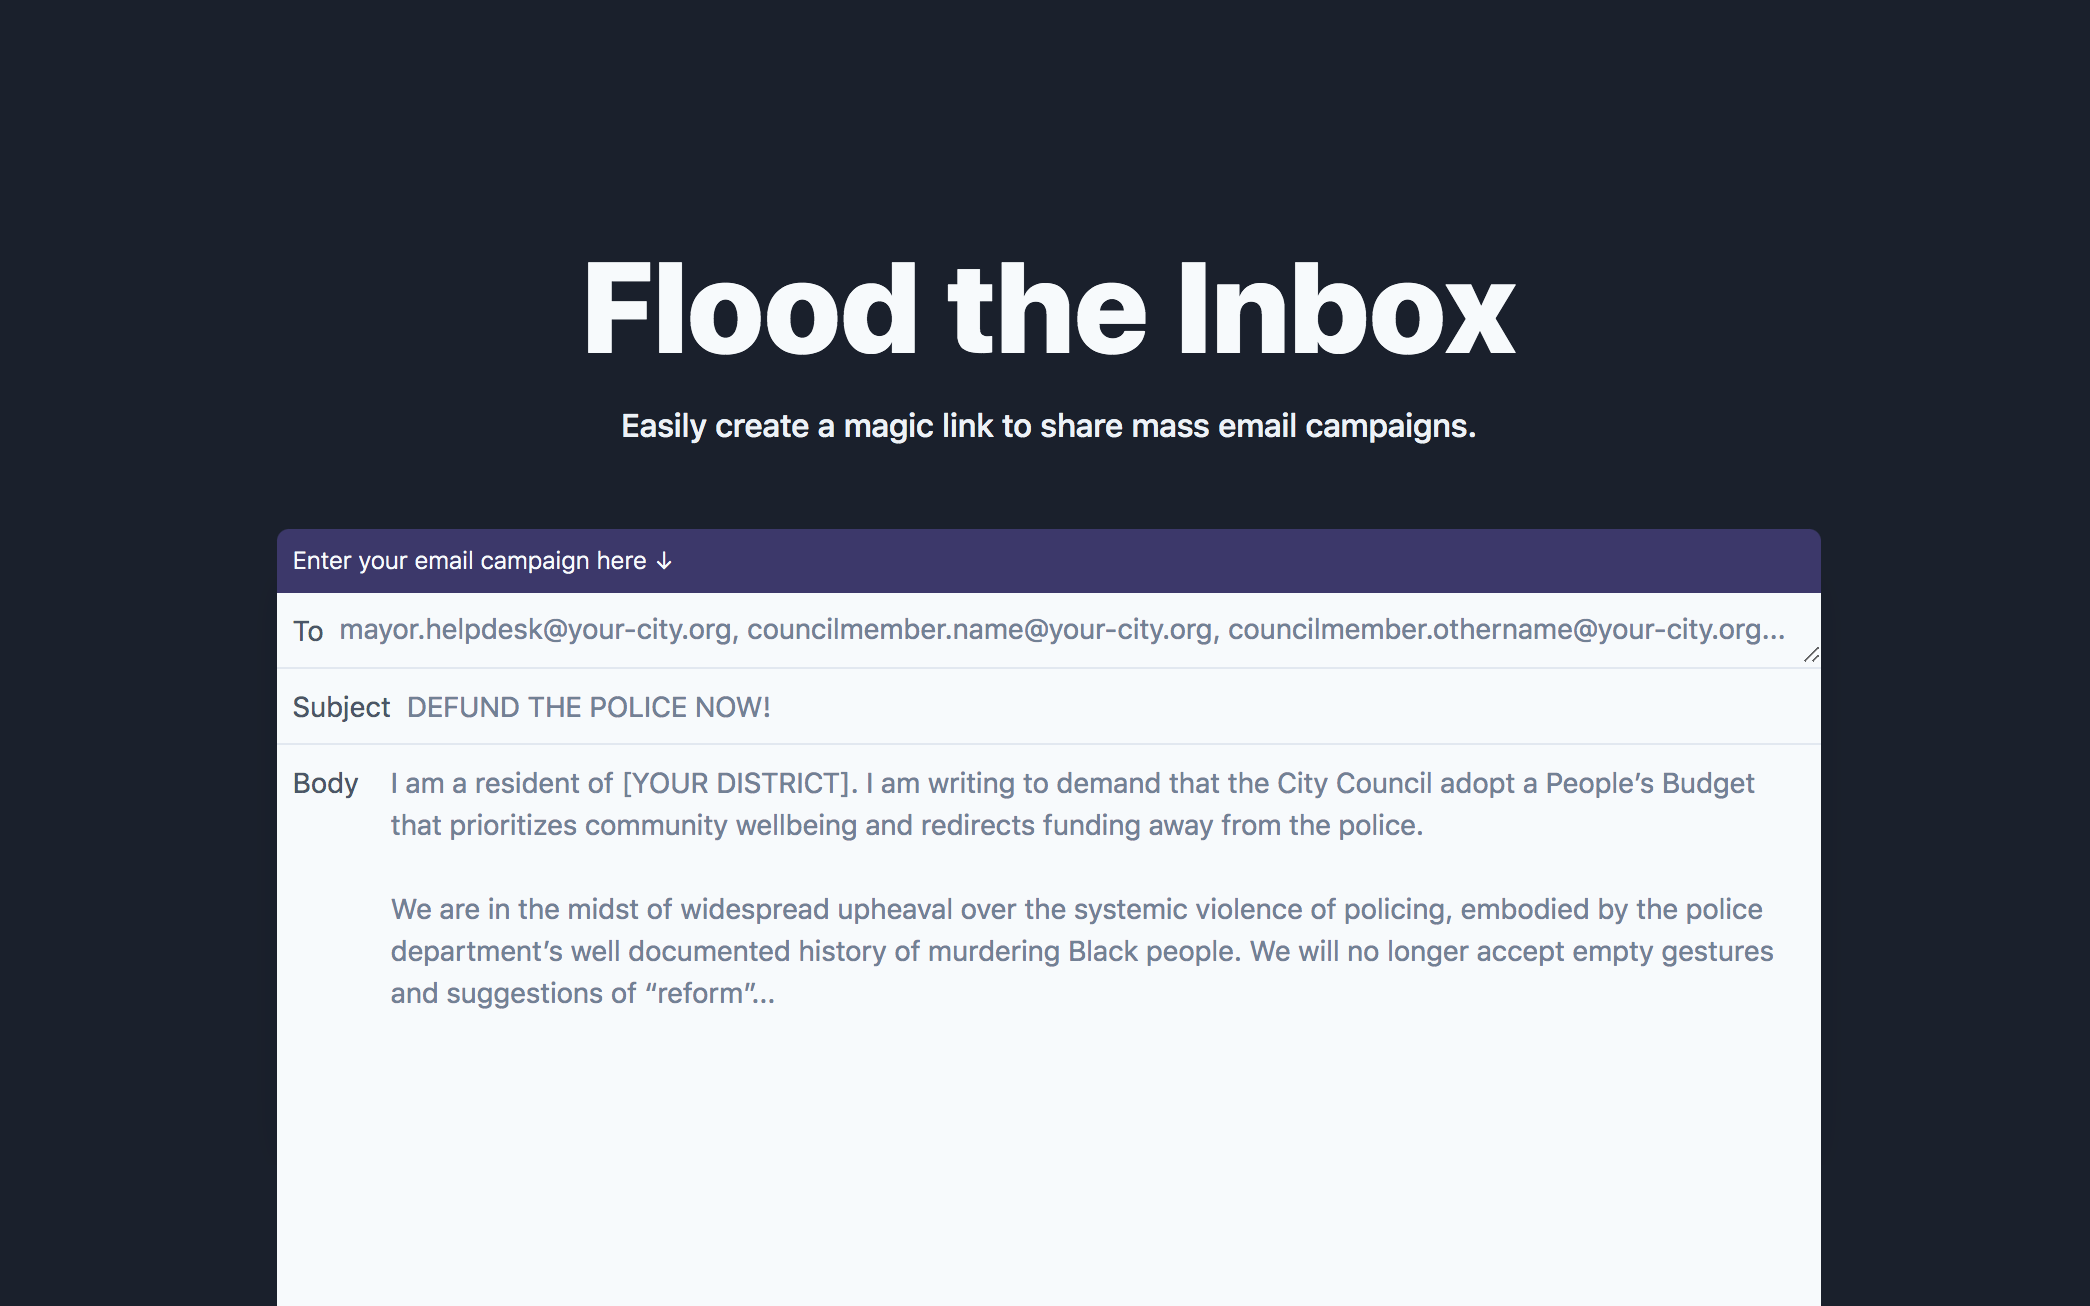 Flood the Inbox
Easily create a magic link to share mass email campaigns.
Enter your email campaign here ↓
To mayor.helpdesk@your-city.org, councilmember.name@your-city.org, councilmember.othername@your-city.org...
Subject DEFUND THE POLICE NOW!
Body I am a resident of [YOUR DISTRICT]. I am writing to demand that the City Council adopt a People’s Budget
that prioritizes community wellbeing and redirects funding away from the police.
We are in the midst of widespread upheaval over the systemic violence of policing, embodied by the police
department’s well documented history of murdering Black people. We will no longer accept empty gestures
and suggestions of “reform”...